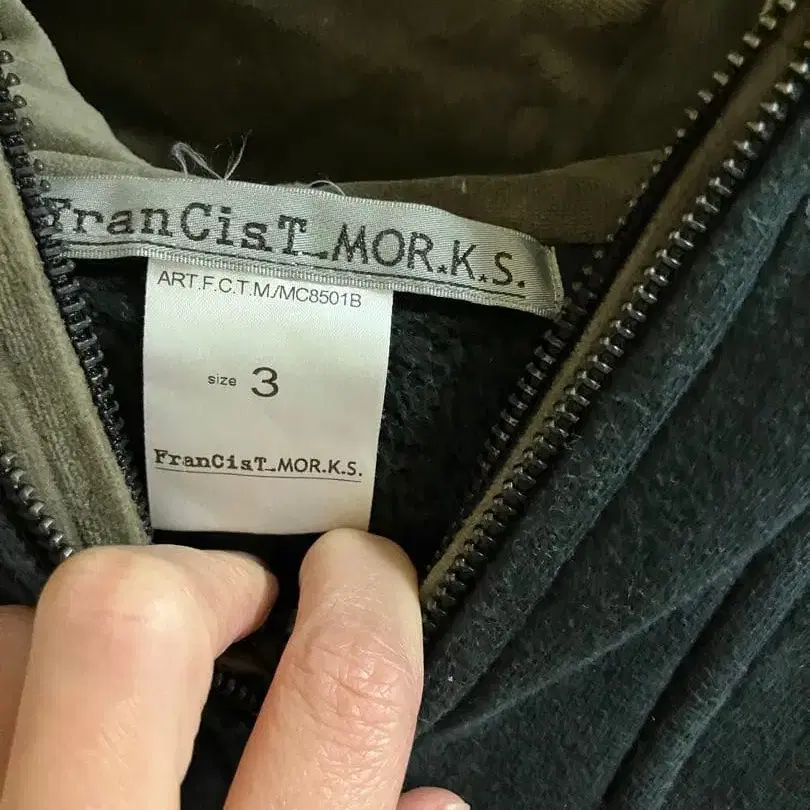 FranCisT_MOR.K.S.
ART.F.C.T.M./MC8501B
size 3
FranCisT_MOR.K.S.